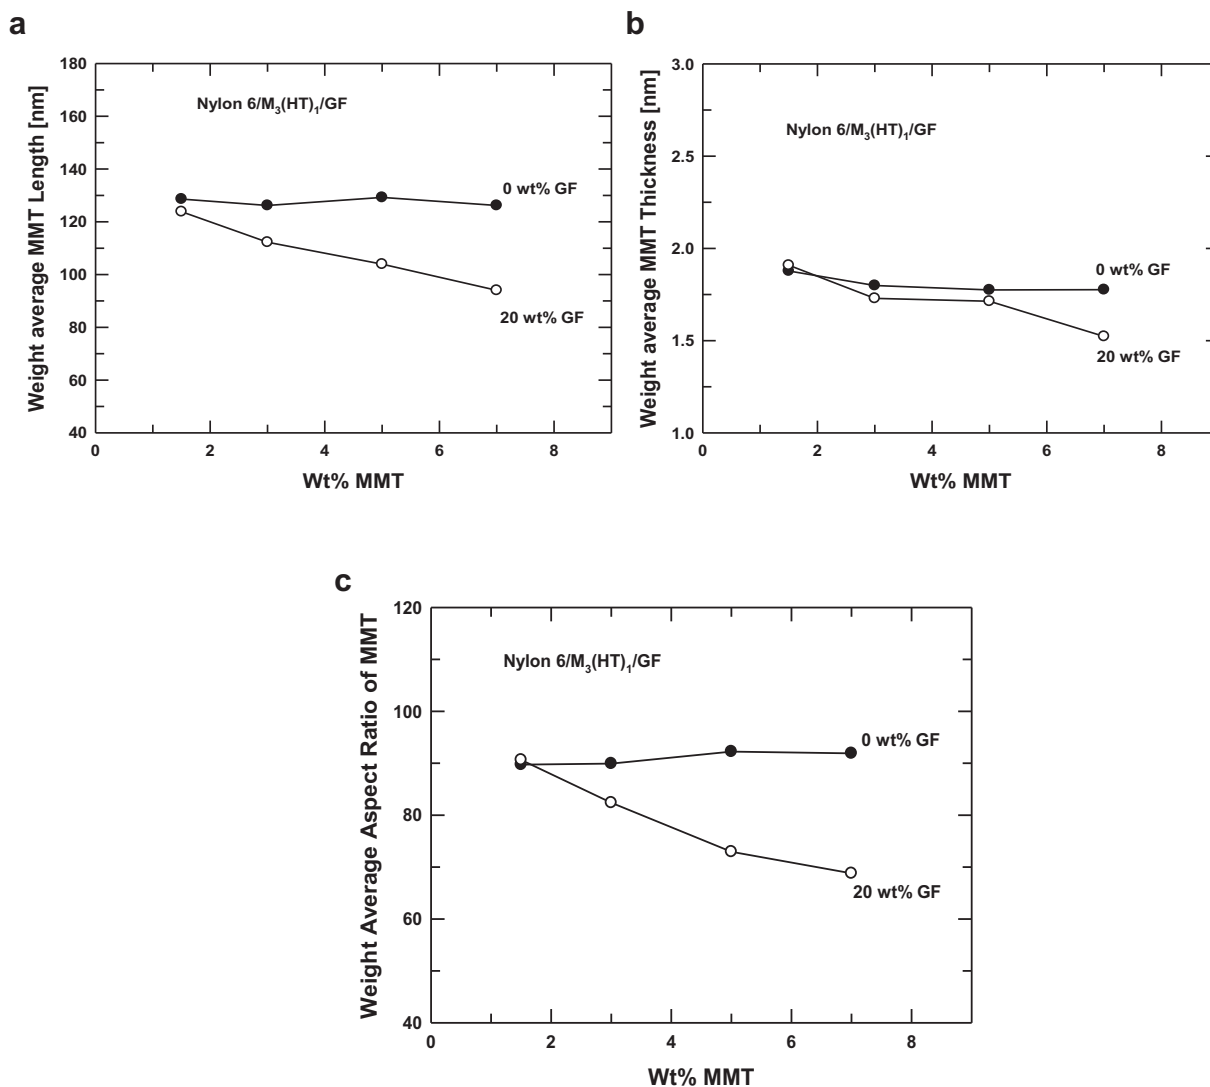 a
Weight average MMT Length [nm]
180
160
140
120
100
80
60
40
Nylon 6/M₃(HT)₁/GF
0 wt% GF
20 wt% GF
0 2 4 6 8
Wt% MMT
b
Weight average MMT Thickness [nm]
3.0
2.5
2.0
1.5
1.0
Nylon 6/M₃(HT)₁/GF
0 wt% GF
20 wt% GF
0 2 4 6 8
Wt% MMT
c
Weight Average Aspect Ratio of MMT
120
100
80
60
40
Nylon 6/M₃(HT)₁/GF
0 wt% GF
20 wt% GF
0 2 4 6 8
Wt% MMT